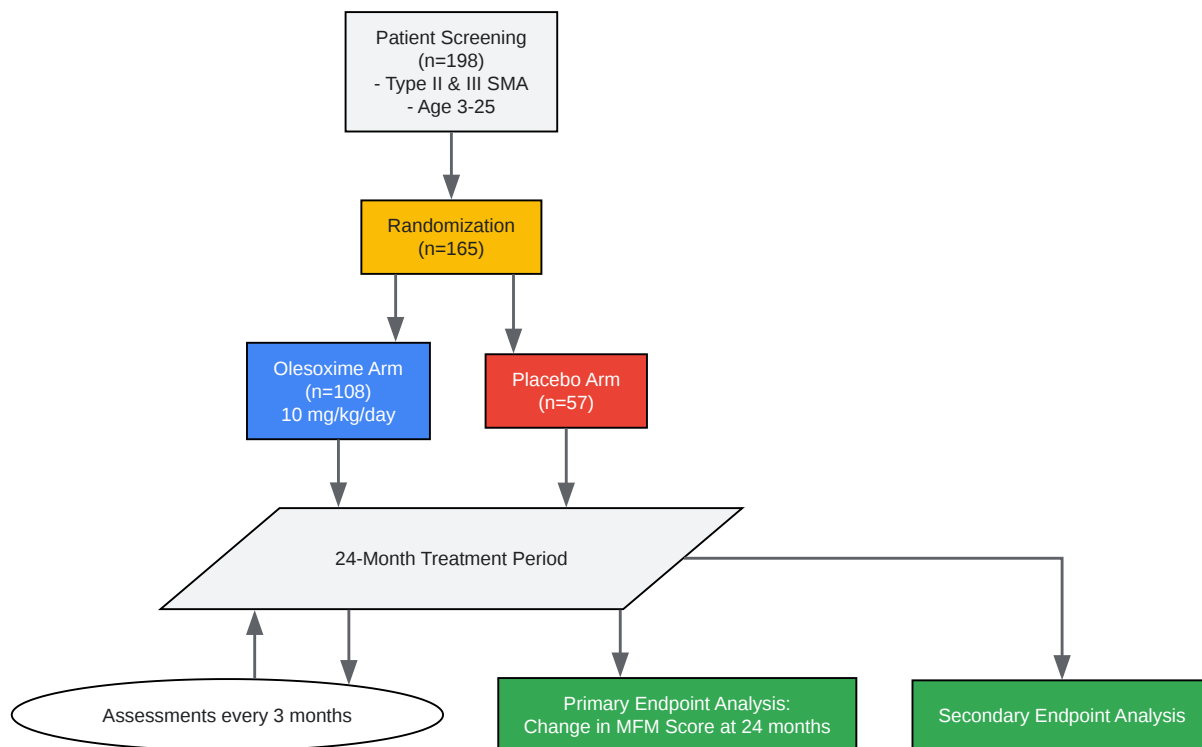 Patient Screening
(n=198)
- Type II & III SMA
- Age 3-25
Randomization
(n=165)
Olesoxime Arm
(n=108)
10 mg/kg/day
Placebo Arm
(n=57)
24-Month Treatment Period
Assessments every 3 months
Primary Endpoint Analysis:
Change in MFM Score at 24 months
Secondary Endpoint Analysis